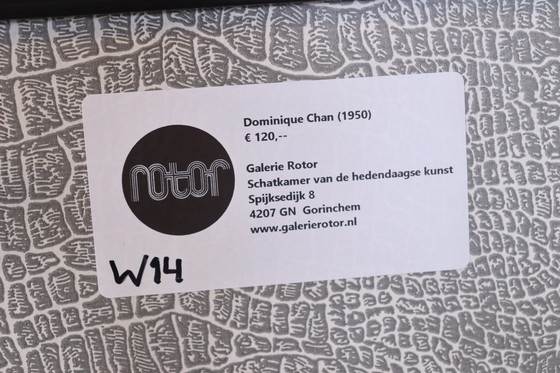 rotor
Dominique Chan (1950)
€ 120,--
Galerie Rotor
Schatkamer van de hedendaagse kunst
Spijksedijk 8
4207 GN Gorinchem
www.galerierotor.nl
W14